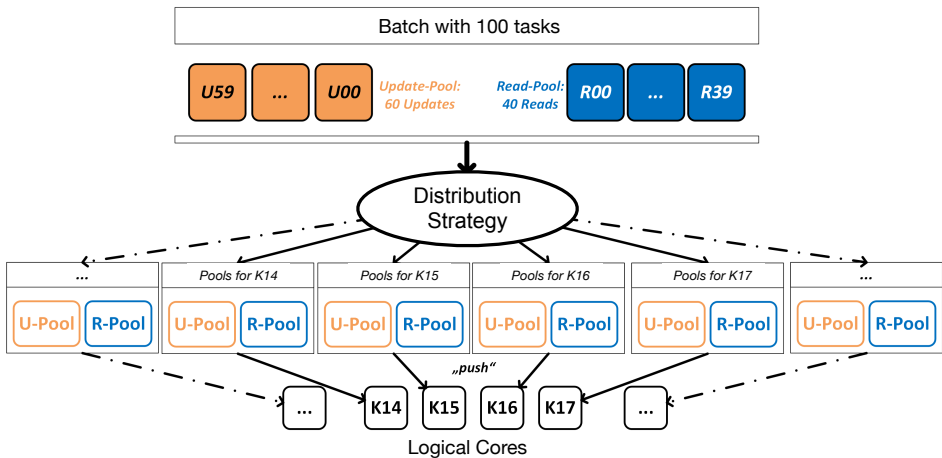 Batch with 100 tasks
U59 ... U00 Update-Pool: Read-Pool: R00 ... R39
60 Updates 40 Reads
Distribution
Strategy
... Pools for K14 Pools for K15 Pools for K16 Pools for K17 ...
U-Pool R-Pool U-Pool R-Pool U-Pool R-Pool U-Pool R-Pool U-Pool R-Pool U-Pool R-Pool
„push“
... K14 K15 K16 K17 ...
Logical Cores